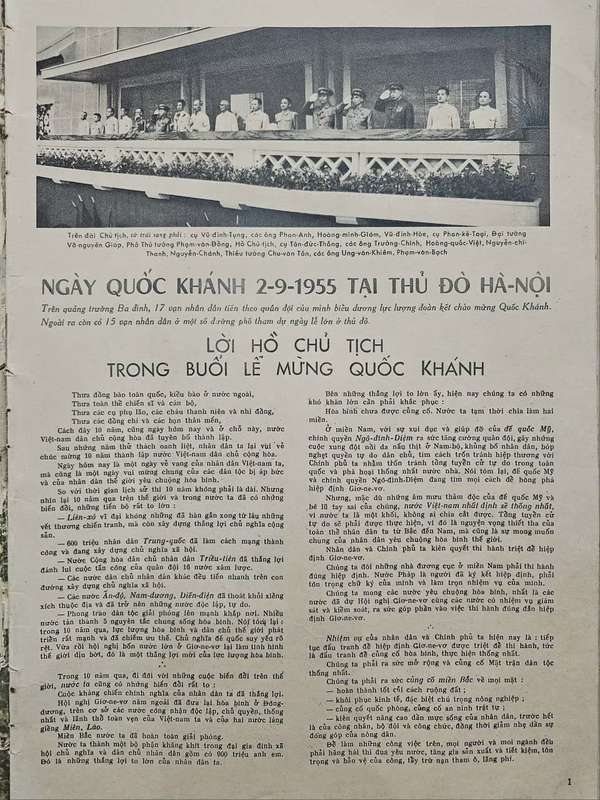 Trên đài Chủ tịch, từ trái sang phải : cụ Vũ-đình-Tụng, các ông Phan-Anh, Hoàng-minh-Giám, Vũ-đình-Hòe, cụ Phan-kế-Toại, Đại tướng
Võ-nguyên Giáp, Phó Thủ tướng Phạm-văn-Đồng, Hồ Chủ-tịch, cụ Tôn-đức-Thắng, các ông Trường-Chinh, Hoàng-quốc-Việt, Nguyễn-chí-
Thanh, Nguyễn-Chánh, Thiếu tướng Chu-văn-Tấn, các ông Ung-văn-Khiêm, Phạm-văn-Bạch
NGÀY QUỐC KHÁNH 2-9-1955 TẠI THỦ ĐÔ HÀ-NỘI
Trên quảng trường Ba đình, 17 vạn nhân dân tiến theo quân đội của mình biểu dương lực lượng đoàn kết chào mừng Quốc Khánh.
Ngoài ra còn có 15 vạn nhân dân ở một số đường phố tham dự ngày lễ lớn ở thủ đô.
LỜI HỒ CHỦ TỊCH
TRONG BUỔI LỄ MỪNG QUỐC KHÁNH
Thưa đồng bào toàn quốc, kiều bào ở nước ngoài,
Thưa toàn thể chiến sĩ và cán bộ,
Thưa các cụ phụ lão, các cháu thanh niên và nhi đồng,
Thưa các đồng chí và các bạn thân mến,
Cách đây 10 năm, cũng ngày hôm nay và ở chỗ này, nước
Việt-nam dân chủ cộng hòa đã tuyên bố thành lập.
Sau những năm thử thách oanh liệt, nhân dân ta lại vui vẻ
chúc mừng 10 năm thành lập nước Việt-nam dân chủ cộng hòa.
Ngày hôm nay là một ngày vẻ vang của nhân dân Việt-nam ta,
mà cũng là một ngày vui mừng chung của các dân tộc bị áp bức
và của nhân dân thế giới yêu chuộng hòa bình.
So với thời gian lịch sử thì 10 năm không phải là dài. Nhưng
nhìn lại 10 năm qua trên thế giới và trong nước ta đã có những
biến đổi, những tiến bộ rất to lớn :
— Liên-xô vĩ đại không những đã hàn gắn xong từ lâu những
vết thương chiến tranh, mà còn xây dựng thắng lợi chủ nghĩa cộng
sản.
— 600 triệu nhân dân Trung-quốc đã làm cách mạng thành
công và đang xây dựng chủ nghĩa xã hội.
— Nước Cộng hòa dân chủ nhân dân Triều-tiên đã thắng lợi
đánh lui cuộc tấn công của quân đội 16 nước xâm lược.
— Các nước dân chủ nhân dân khác đều tiến nhanh trên con
đường xây dựng chủ nghĩa xã hội.
— Các nước Ấn-độ, Nam-dương, Diến-điện đã thoát khỏi xiềng
xích thuộc địa và đã trở nên những nước độc lập, tự do.
— Phong trào dân tộc giải phóng lên mạnh khắp nơi. Nhiều
nước tán thành 5 nguyên tắc chung sống hòa bình. Nói tóm lại :
trong 10 năm qua, lực lượng hòa bình và dân chủ thế giới phát
triển rất mạnh và đã chiếm ưu thế. Chủ nghĩa đế quốc suy yếu rõ
rệt. Vừa rồi hội nghị bốn nước lớn ở Giơ-ne-vơ lại làm tình hình
thế giới dịu bớt, đó là một thắng lợi mới của lực lượng hòa bình.
Trong 10 năm qua, đi đôi với những cuộc biến đổi trên thế
giới, nước ta cũng có những biến đổi rất to :
Cuộc kháng chiến chính nghĩa của nhân dân ta đã thắng lợi.
Hội nghị Giơ-ne-vơ năm ngoái đã đưa lại hòa bình ở Đông-
dương, trên cơ sở các nước công nhận độc lập, chủ quyền, thống
nhất và lãnh thổ toàn vẹn của Việt-nam ta và của hai nước láng
giềng Miên, Lào.
Miền Bắc nước ta đã hoàn toàn giải phóng.
Nước ta thành một bộ phận khăng khít trong đại gia đình xã
hội chủ nghĩa và dân chủ nhân dân gồm có 900 triệu anh em.
Đó là những thắng lợi to lớn của nhân dân ta.
Bên những thắng lợi to lớn ấy, hiện nay chúng ta có những
khó khăn lớn cần phải khắc phục :
Hòa bình chưa được củng cố. Nước ta tạm thời chia làm hai
miền.
Ở miền Nam, với sự xui dục và giúp đỡ của đế quốc Mỹ,
chính quyền Ngô-đình-Diệm ra sức tăng cường quân đội, gây những
cuộc xung đột nồi da nấu thịt ở Nam-bộ, khủng bố nhân dân, bóp
nghẹt quyền tự do dân chủ, tìm cách trốn tránh hiệp thương với
Chính phủ ta nhằm trốn tránh tổng tuyển cử tự do trong toàn
quốc và phá hoại thống nhất nước nhà. Nói tóm lại, đế quốc Mỹ
và chính quyền Ngô-đình-Diệm đang tìm mọi cách để hòng phá
hiệp định Giơ-ne-vơ.
Nhưng, mặc dù những âm mưu thâm độc của đế quốc Mỹ và
bè lũ tay sai của chúng, nước Việt-nam nhất định sẽ thống nhất,
vì nước ta là một khối, không ai chia cắt được. Tổng tuyển cử
tự do sẽ phải được thực hiện, vì đó là nguyện vọng thiết tha của
toàn thể nhân dân ta từ Bắc đến Nam, mà cũng là sự mong muốn
chung của nhân dân yêu chuộng hòa bình thế giới.
Nhân dân và Chính phủ ta kiên quyết thi hành triệt để hiệp
định Giơ-ne-vơ.
Chúng ta đòi những nhà đương cục ở miền Nam phải thi hành
đúng hiệp định. Nước Pháp là người đã ký kết hiệp định, phải
tôn trọng chữ ký của mình và làm trọn nhiệm vụ của mình.
Chúng ta mong các nước yêu chuộng hòa bình, nhất là các
nước đã dự Hội nghị Giơ-ne-vơ cùng các nước có nhiệm vụ giám
sát và kiểm soát, ra sức góp phần vào việc thi hành đúng đắn hiệp
định Giơ-ne-vơ.
Nhiệm vụ của nhân dân và Chính phủ ta hiện nay là : tiếp
tục đấu tranh để hiệp định Giơ-ne-vơ được triệt để thi hành, tức
là đấu tranh để củng cố hòa bình, thực hiện thống nhất.
Chúng ta phải ra sức mở rộng và củng cố Mặt trận dân tộc
thống nhất.
Chúng ta phải ra sức củng cố miền Bắc về mọi mặt :
— hoàn thành tốt cải cách ruộng đất ;
— khôi phục kinh tế, đặc biệt chú trọng nông nghiệp ;
— củng cố quốc phòng, củng cố an ninh trật tự ;
— kiên quyết nâng cao dần mức sống của nhân dân, trước hết
là của công nhân, bộ đội và công chức, đồng thời giảm nhẹ dần sự
đóng góp của nông dân.
Để làm những công việc trên, mọi người và mọi ngành đều
phải hăng hái thi đua yêu nước, tăng gia sản xuất và tiết kiệm, tôn
trọng và bảo vệ của công, tẩy trừ nạn tham ô, lãng phí.
1